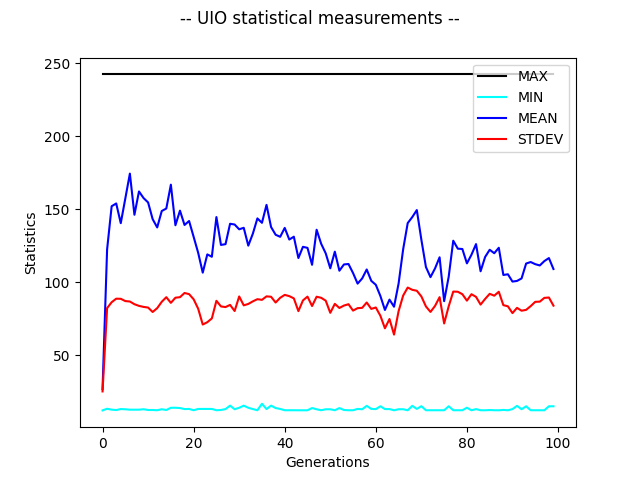 -- UIO statistical measurements --
250
200
150
100
50
Statistics
MAX
MIN
MEAN
STDEV
0 20 40 60 80 100
Generations